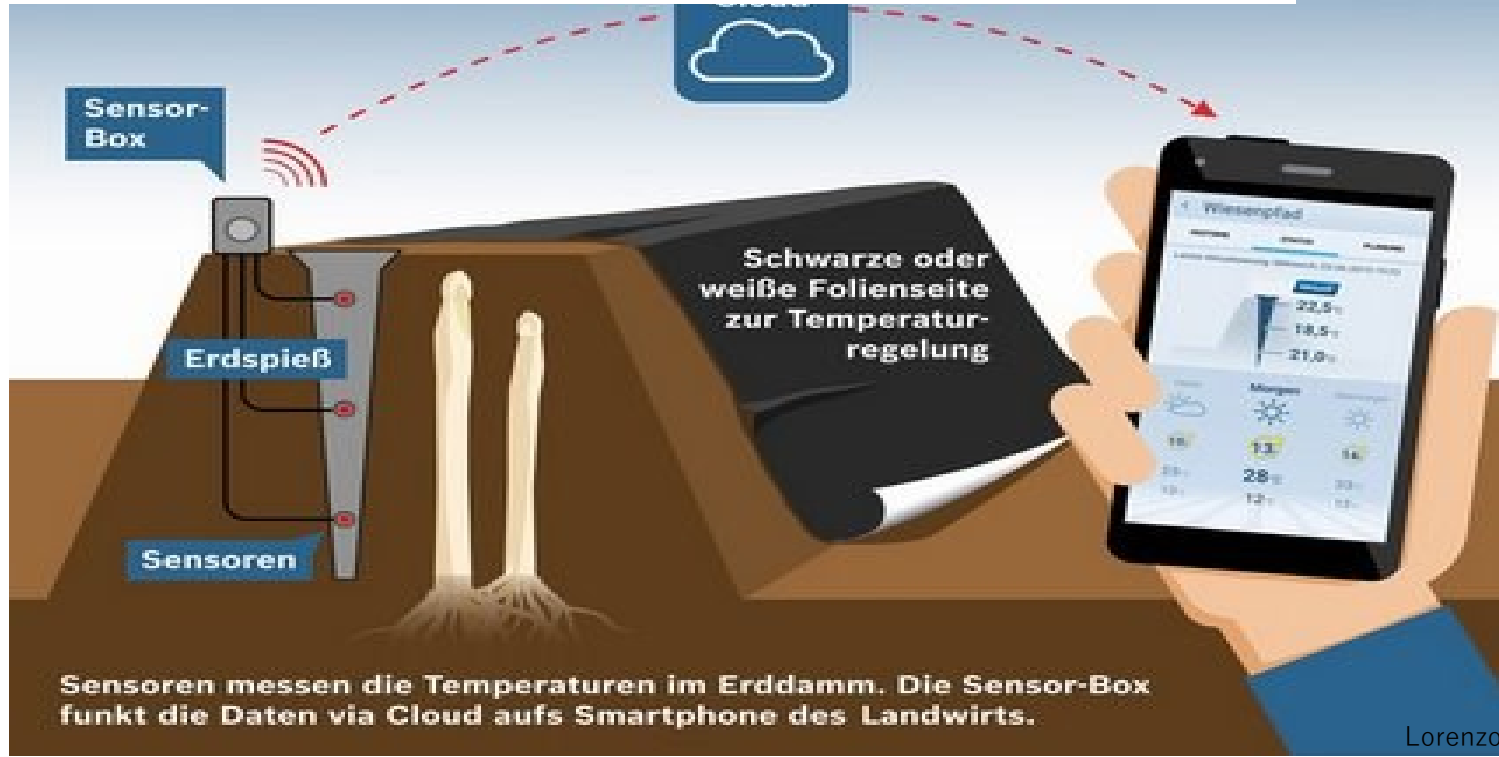 Cloud
Sensor-
Box
Erdspieß
Sensoren
Schwarze oder
weiße Folienseite
zur Temperatur-
regelung
Wiesenpfad
22,5°
18,5°
21,0°
Morgen
13
28°
12°
Sensoren messen die Temperaturen im Erddamm. Die Sensor-Box
funkt die Daten via Cloud aufs Smartphone des Landwirts.
Lorenzo